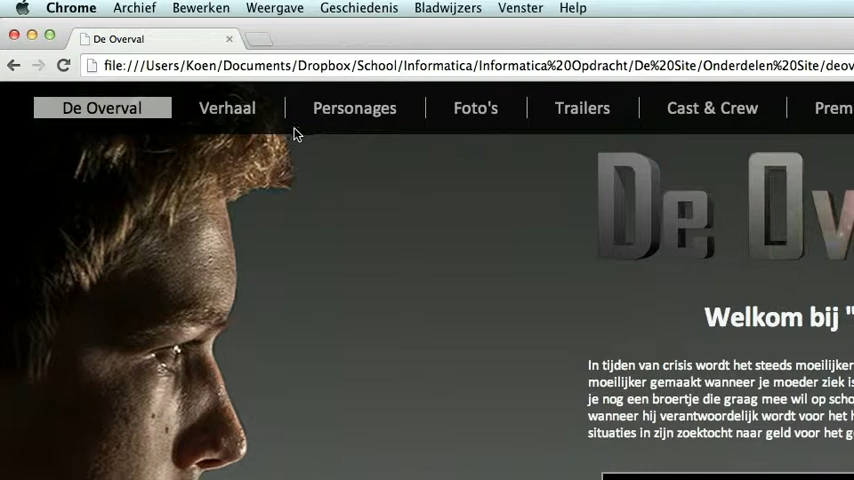 Chrome Archief Bewerken Weergave Geschiedenis Bladwijzers Venster Help
De Overval
file:///Users/Koen/Documents/Dropbox/School/Informatica/Informatica%20Opdracht/De%20Site/Onderdelen%20Site/deov
De Overval Verhaal Personages Foto's Trailers Cast & Crew Prem
De Ov
Welkom bij "
In tijden van crisis wordt het steeds moeilijker
moeilijker gemaakt wanneer je moeder ziek is
je nog een broertje die graag mee wil op scho
wanneer hij verantwoordelijk wordt voor het h
situaties in zijn zoektocht naar geld voor het g